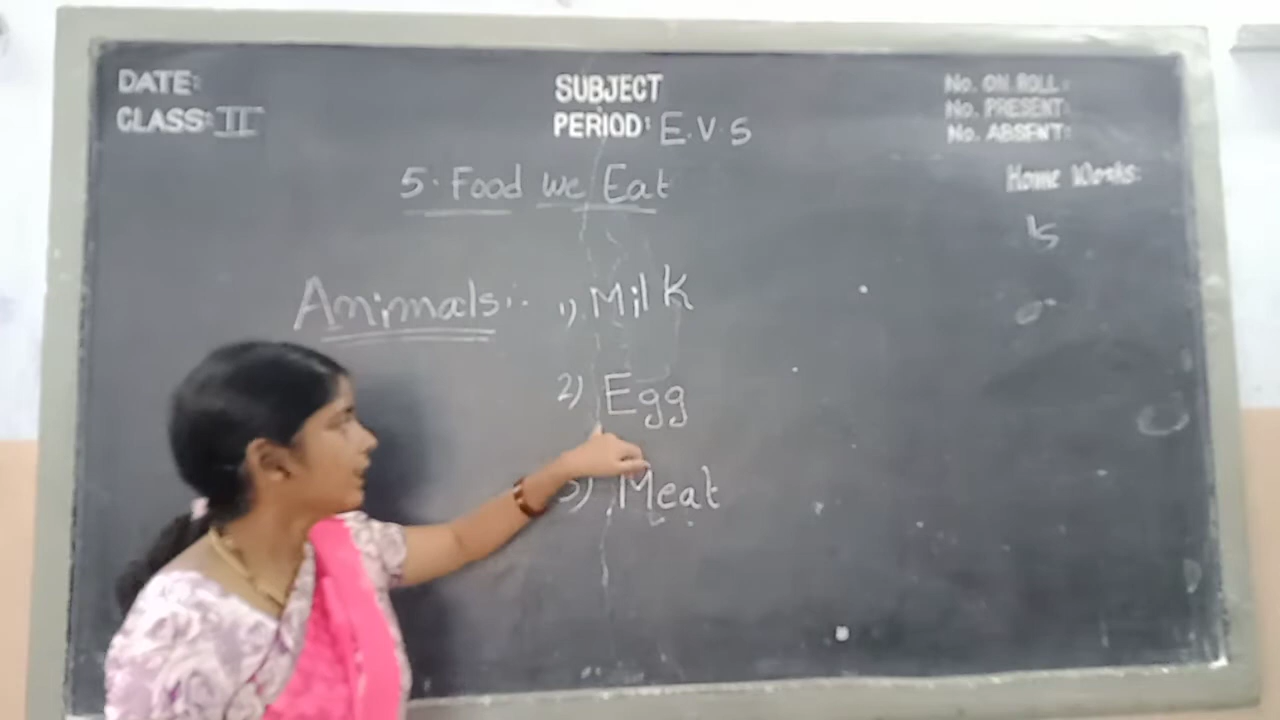 DATE:
CLASS: II
SUBJECT
PERIOD: E.V.S
No. ON ROLL:
No. PRESENT:
No. ABSENT:
Home Works:
5. Food we Eat
Animals:- 1) Milk
2) Egg
3) Meat